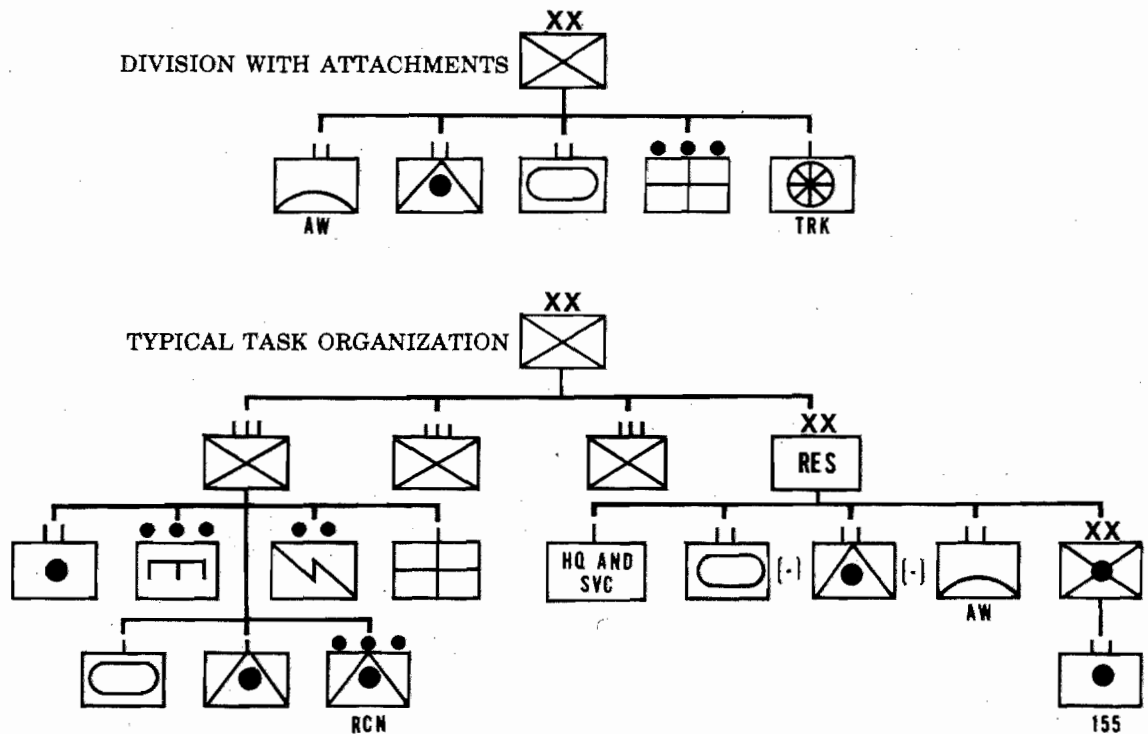 XX
DIVISION WITH ATTACHMENTS
AW
TRK
XX
TYPICAL TASK ORGANIZATION
XX
RES
HQ AND
SVC
(-)
(-)
XX
AW
RCN
155